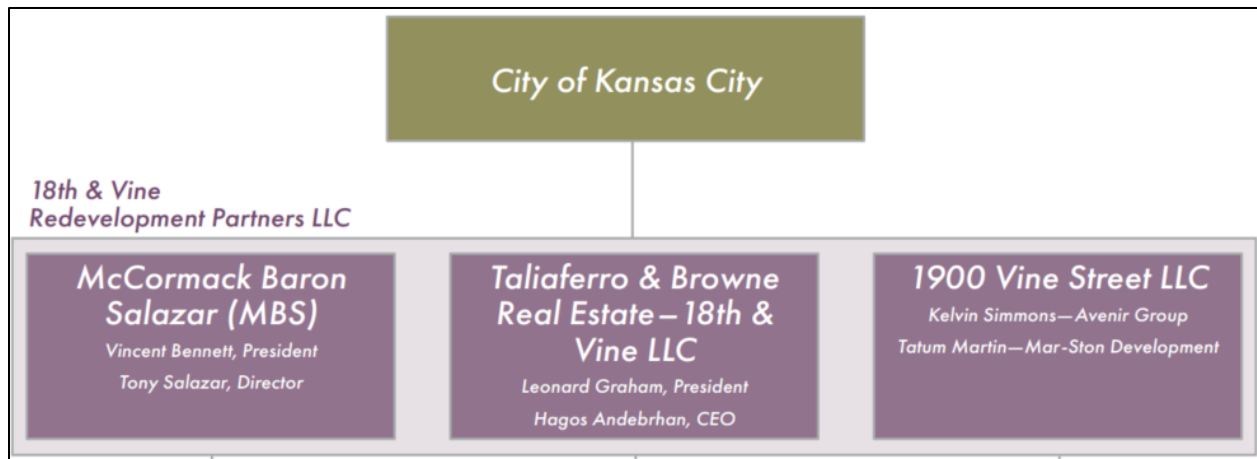 City of Kansas City
18th & Vine
Redevelopment Partners LLC
McCormack Baron
Salazar (MBS)
Vincent Bennett, President
Tony Salazar, Director
Taliaferro & Browne
Real Estate—18th &
Vine LLC
Leonard Graham, President
Hagos Andebrhan, CEO
1900 Vine Street LLC
Kelvin Simmons—Avenir Group
Tatum Martin—Mar-Ston Development